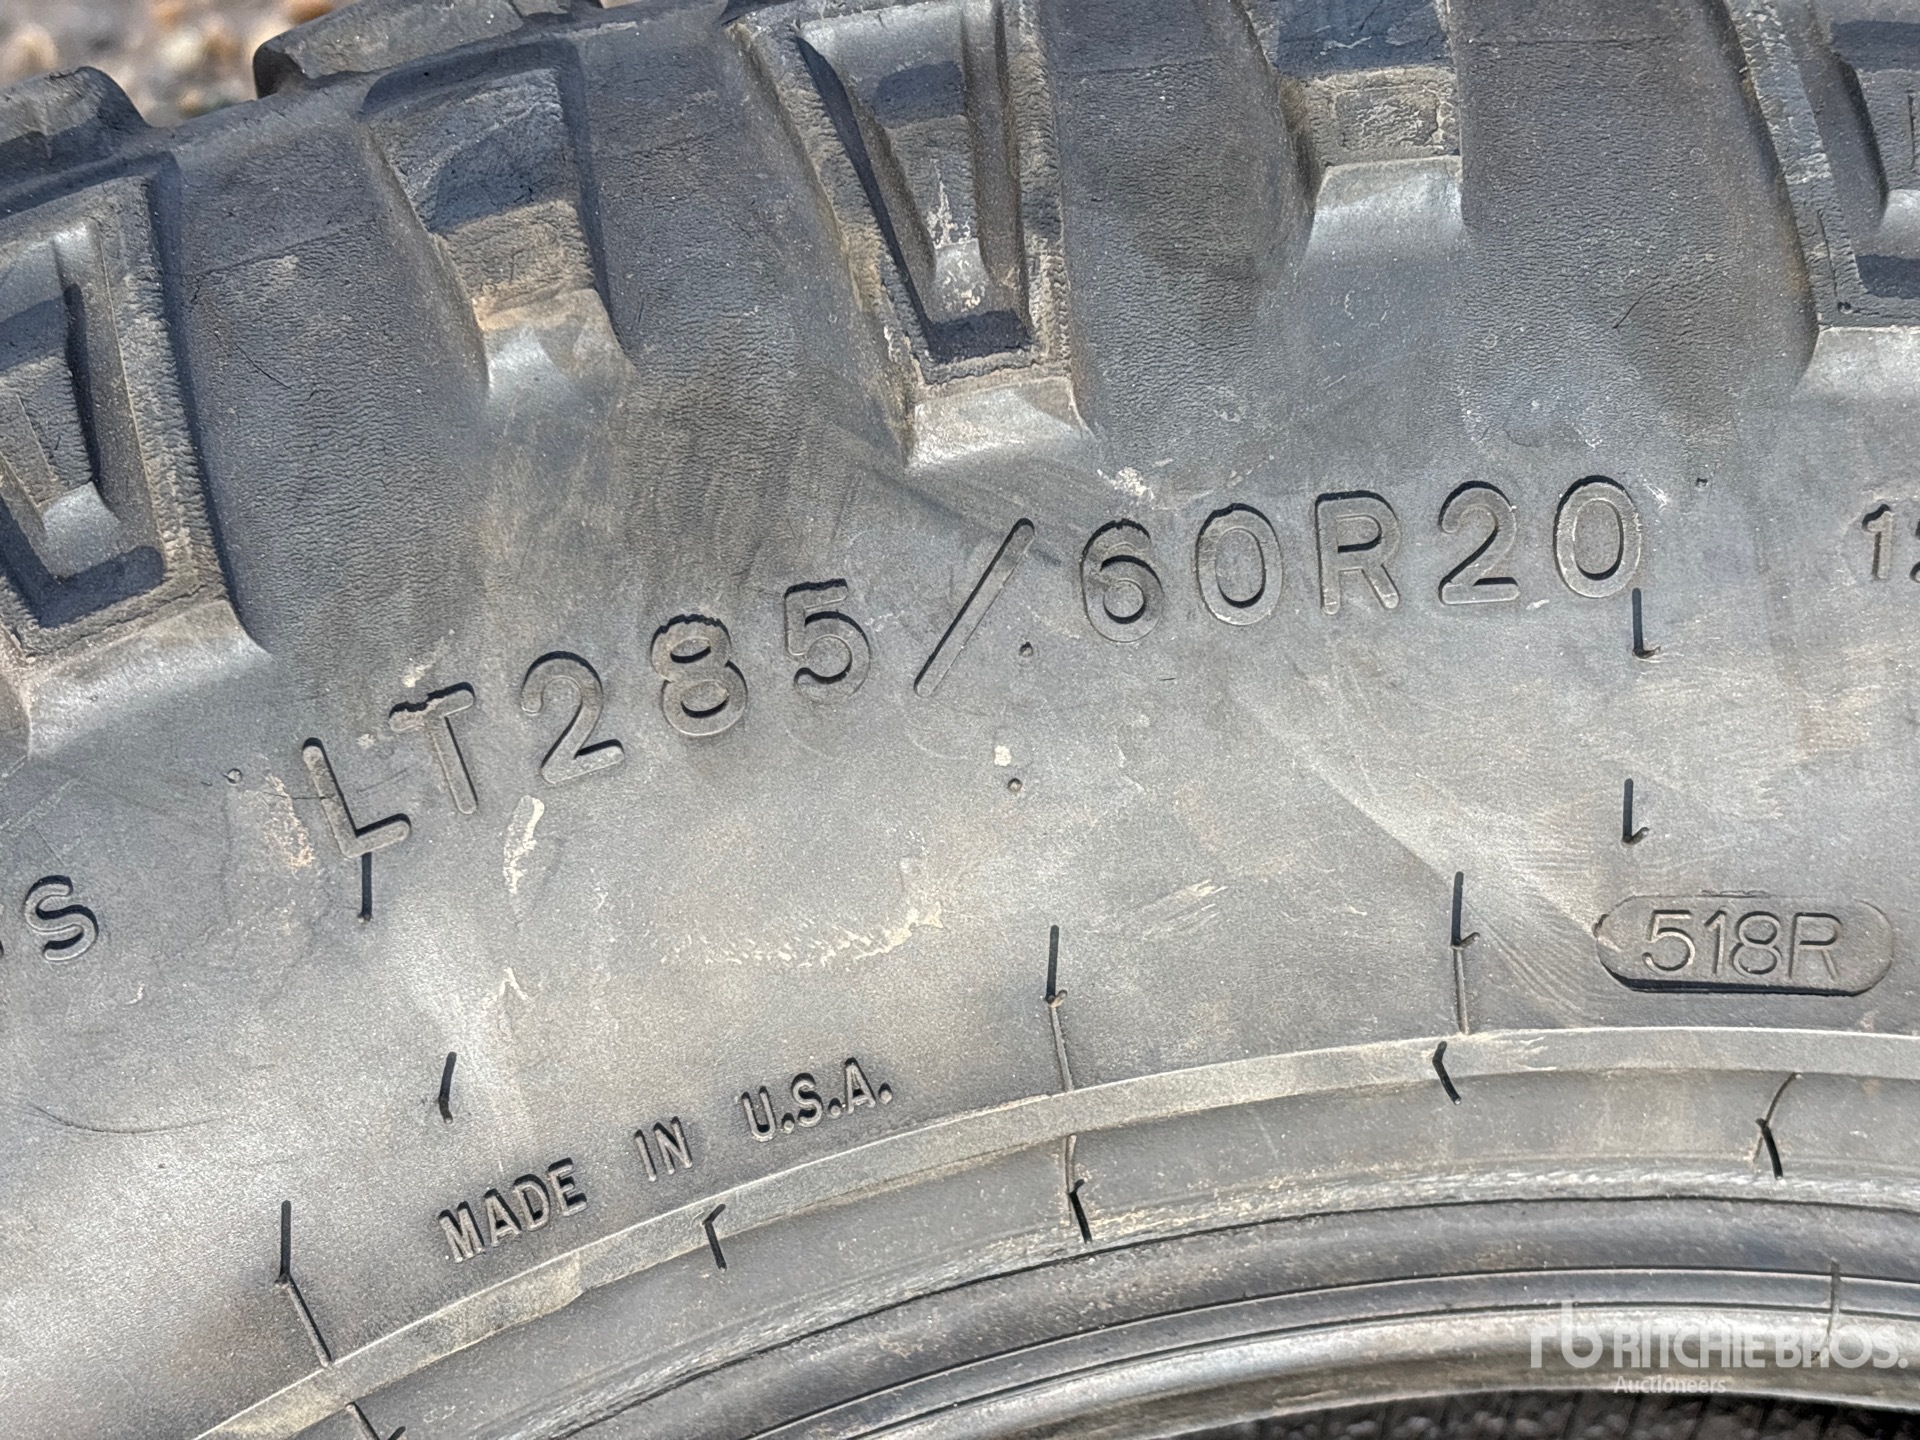 LT285/60R20
518R
MADE IN U.S.A.
RITCHIE BROS.
Auctioneers